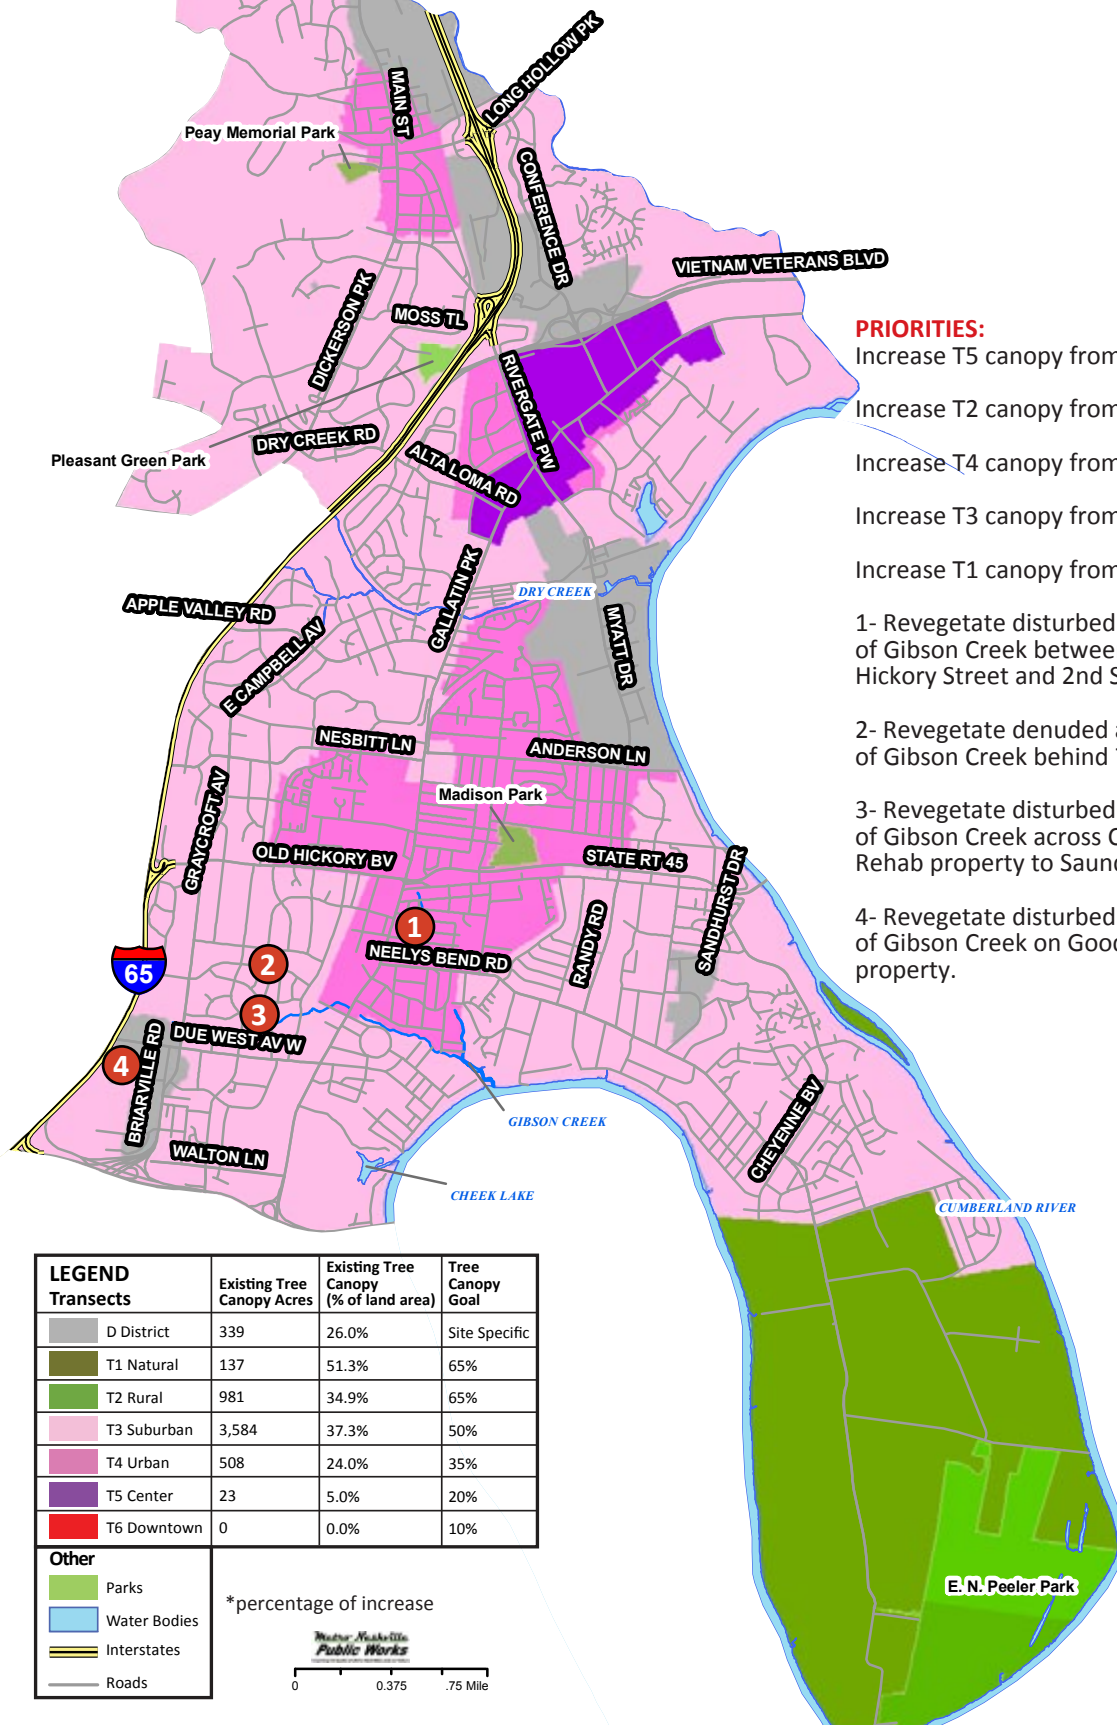 MAIN ST
LONG HOLLOW PK
Peay Memorial Park
CONFERENCE DR
VIETNAM VETERANS BLVD
DICKERSON PK
MOSS TL
RIVERGATE PW
DRY CREEK RD
Pleasant Green Park
ALTA LOMA RD
GALLATIN PK
DRY CREEK
APPLE VALLEY RD
E CAMPBELL AV
MYATT DR
NESBITT LN
ANDERSON LN
GRAYCROFT AV
Madison Park
OLD HICKORY BV
STATE RT 45
SANDHURST DR
RANDY RD
1
NEELYS BEND RD
2
65
3
DUE WEST AV W
4
BRIARVILLE RD
GIBSON CREEK
CHEYENNE BV
WALTON LN
CHEEK LAKE
CUMBERLAND RIVER
E. N. Peeler Park
PRIORITIES:
Increase T5 canopy from
Increase T2 canopy from
Increase T4 canopy from
Increase T3 canopy from
Increase T1 canopy from
1- Revegetate disturbed
of Gibson Creek betwee
Hickory Street and 2nd S
2- Revegetate denuded a
of Gibson Creek behind
3- Revegetate disturbed
of Gibson Creek across C
Rehab property to Saund
4- Revegetate disturbed
of Gibson Creek on Good
property.
LEGEND
Transects
Existing Tree Canopy Acres
Existing Tree Canopy (% of land area)
Tree Canopy Goal
D District 339 26.0% Site Specific
T1 Natural 137 51.3% 65%
T2 Rural 981 34.9% 65%
T3 Suburban 3,584 37.3% 50%
T4 Urban 508 24.0% 35%
T5 Center 23 5.0% 20%
T6 Downtown 0 0.0% 10%
Other
Parks
Water Bodies
Interstates
Roads
*percentage of increase
Metro Nashville
Public Works
0 0.375 .75 Mile